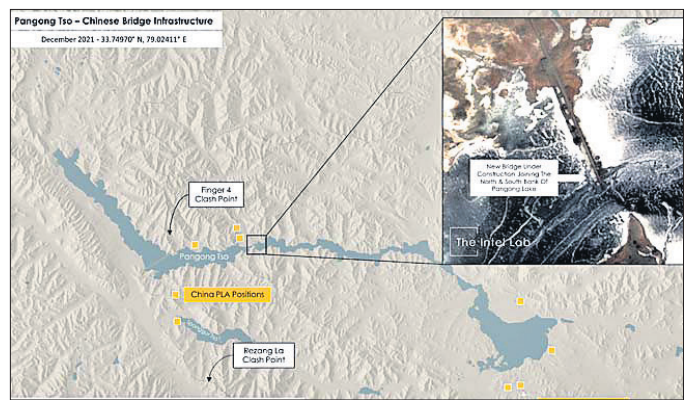 Pangong Tso – Chinese Bridge Infrastructure
December 2021 - 33.74970° N, 79.02411° E
New Bridge Under
Construction Joining The
North & South Bank Of
Pangong Lake
The Intel Lab
Finger 4
Clash Point
Pangong Tso
China PLA Positions
Rezang La
Clash Point